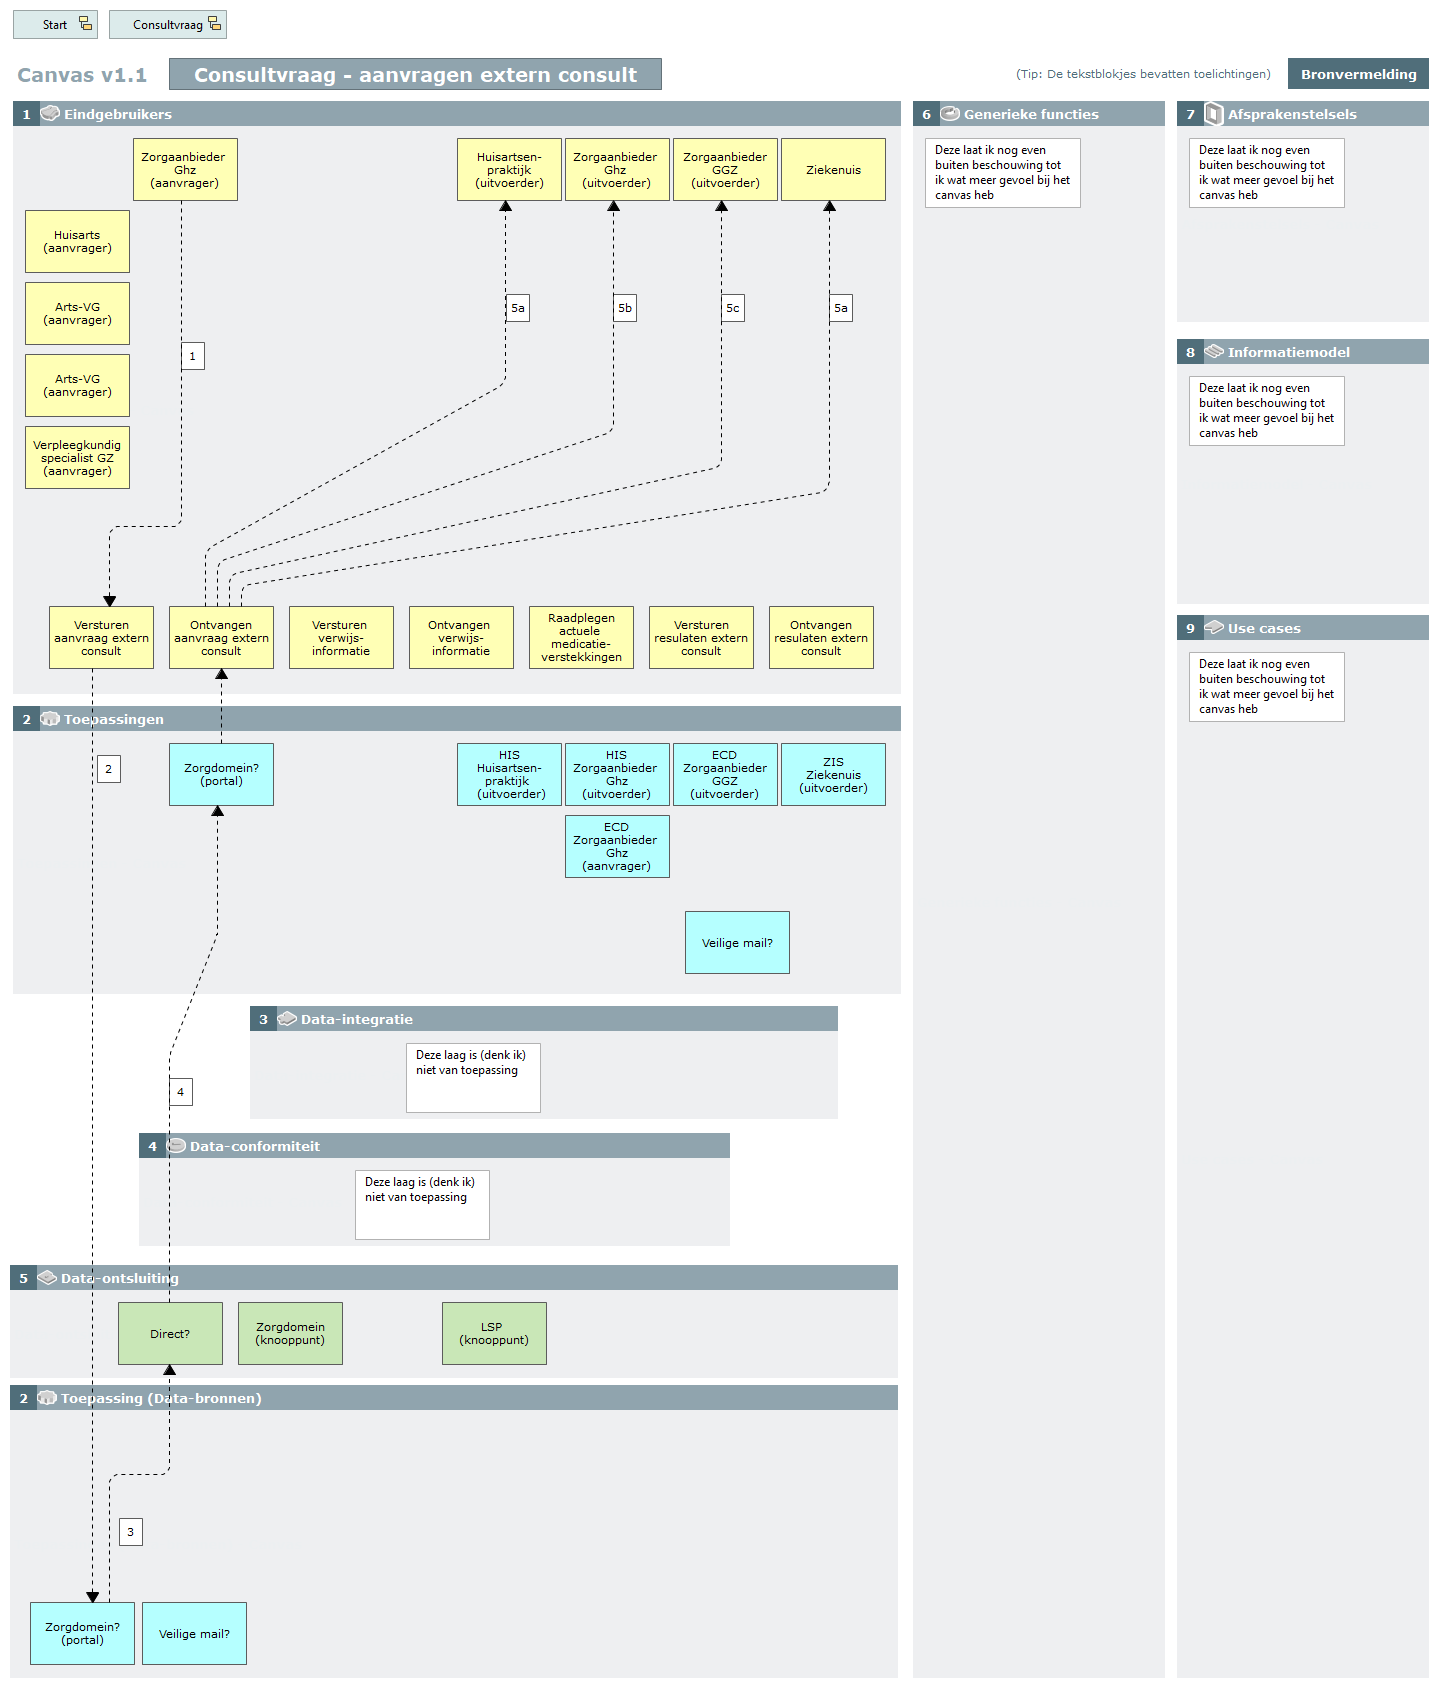 Start
Consultvraag
Canvas v1.1
Consultvraag - aanvragen extern consult
(Tip: De tekstblokjes bevatten toelichtingen)
Bronvermelding
1
Eindgebruikers
Zorgaanbieder
Ghz
(aanvrager)
Huisartsen-
praktijk
(uitvoerder)
Zorgaanbieder
Ghz
(uitvoerder)
Zorgaanbieder
GGZ
(uitvoerder)
Ziekenuis
Huisarts
(aanvrager)
Arts-VG
(aanvrager)
Arts-VG
(aanvrager)
Verpleegkundig
specialist GZ
(aanvrager)
1
5a
5b
5c
5a
Versturen
aanvraag extern
consult
Ontvangen
aanvraag extern
consult
Versturen
verwijs-
informatie
Ontvangen
verwijs-
informatie
Raadplegen
actuele
medicatie-
verstekkingen
Versturen
resulaten extern
consult
Ontvangen
resulaten extern
consult
2
Toepassingen
2
Zorgdomein?
(portal)
HIS
Huisartsen-
praktijk
(uitvoerder)
HIS
Zorgaanbieder
Ghz
(uitvoerder)
ECD
Zorgaanbieder
GGZ
(uitvoerder)
ZIS
Ziekenuis
(uitvoerder)
ECD
Zorgaanbieder
Ghz
(aanvrager)
Veilige mail?
3
Data-integratie
Deze laag is (denk ik)
niet van toepassing
4
4
Data-conformiteit
Deze laag is (denk ik)
niet van toepassing
5
Data-ontsluiting
Direct?
Zorgdomein
(knooppunt)
LSP
(knooppunt)
2
Toepassing (Data-bronnen)
3
Zorgdomein?
(portal)
Veilige mail?
6
Generieke functies
Deze laat ik nog even
buiten beschouwing tot
ik wat meer gevoel bij het
canvas heb
7
Afsprakenstelsels
Deze laat ik nog even
buiten beschouwing tot
ik wat meer gevoel bij het
canvas heb
8
Informatiemodel
Deze laat ik nog even
buiten beschouwing tot
ik wat meer gevoel bij het
canvas heb
9
Use cases
Deze laat ik nog even
buiten beschouwing tot
ik wat meer gevoel bij het
canvas heb